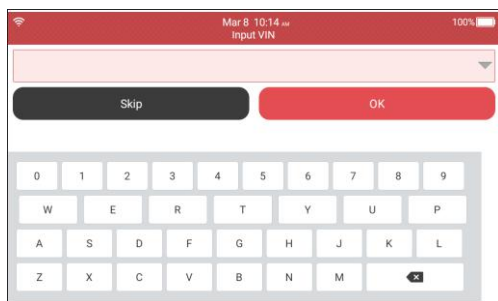 Mar 8 10:14 AM
100%
Input VIN
Skip
OK
0 1 2 3 4 5 6 7 8 9
W E R T Y U P
A S D F G H J K L
Z X C V B N M